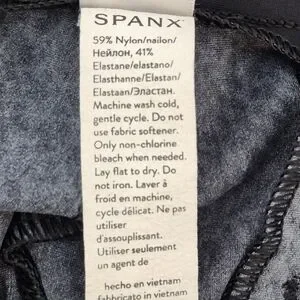 SPANX
59% Nylon/nailon/
Нейлон, 41%
Elastane/elastano/
Elasthanne/Elastan/
Elastaan/Эластан.
Machine wash cold,
gentle cycle. Do not
use fabric softener.
Only non-chlorine
bleach when needed.
Lay flat to dry. Do
not iron. Laver à
froid en machine,
cycle délicat. Ne pas
utiliser
d'assouplissant.
Utiliser seulement
un agent de
hecho en vietnam
fabbricato in vietnam